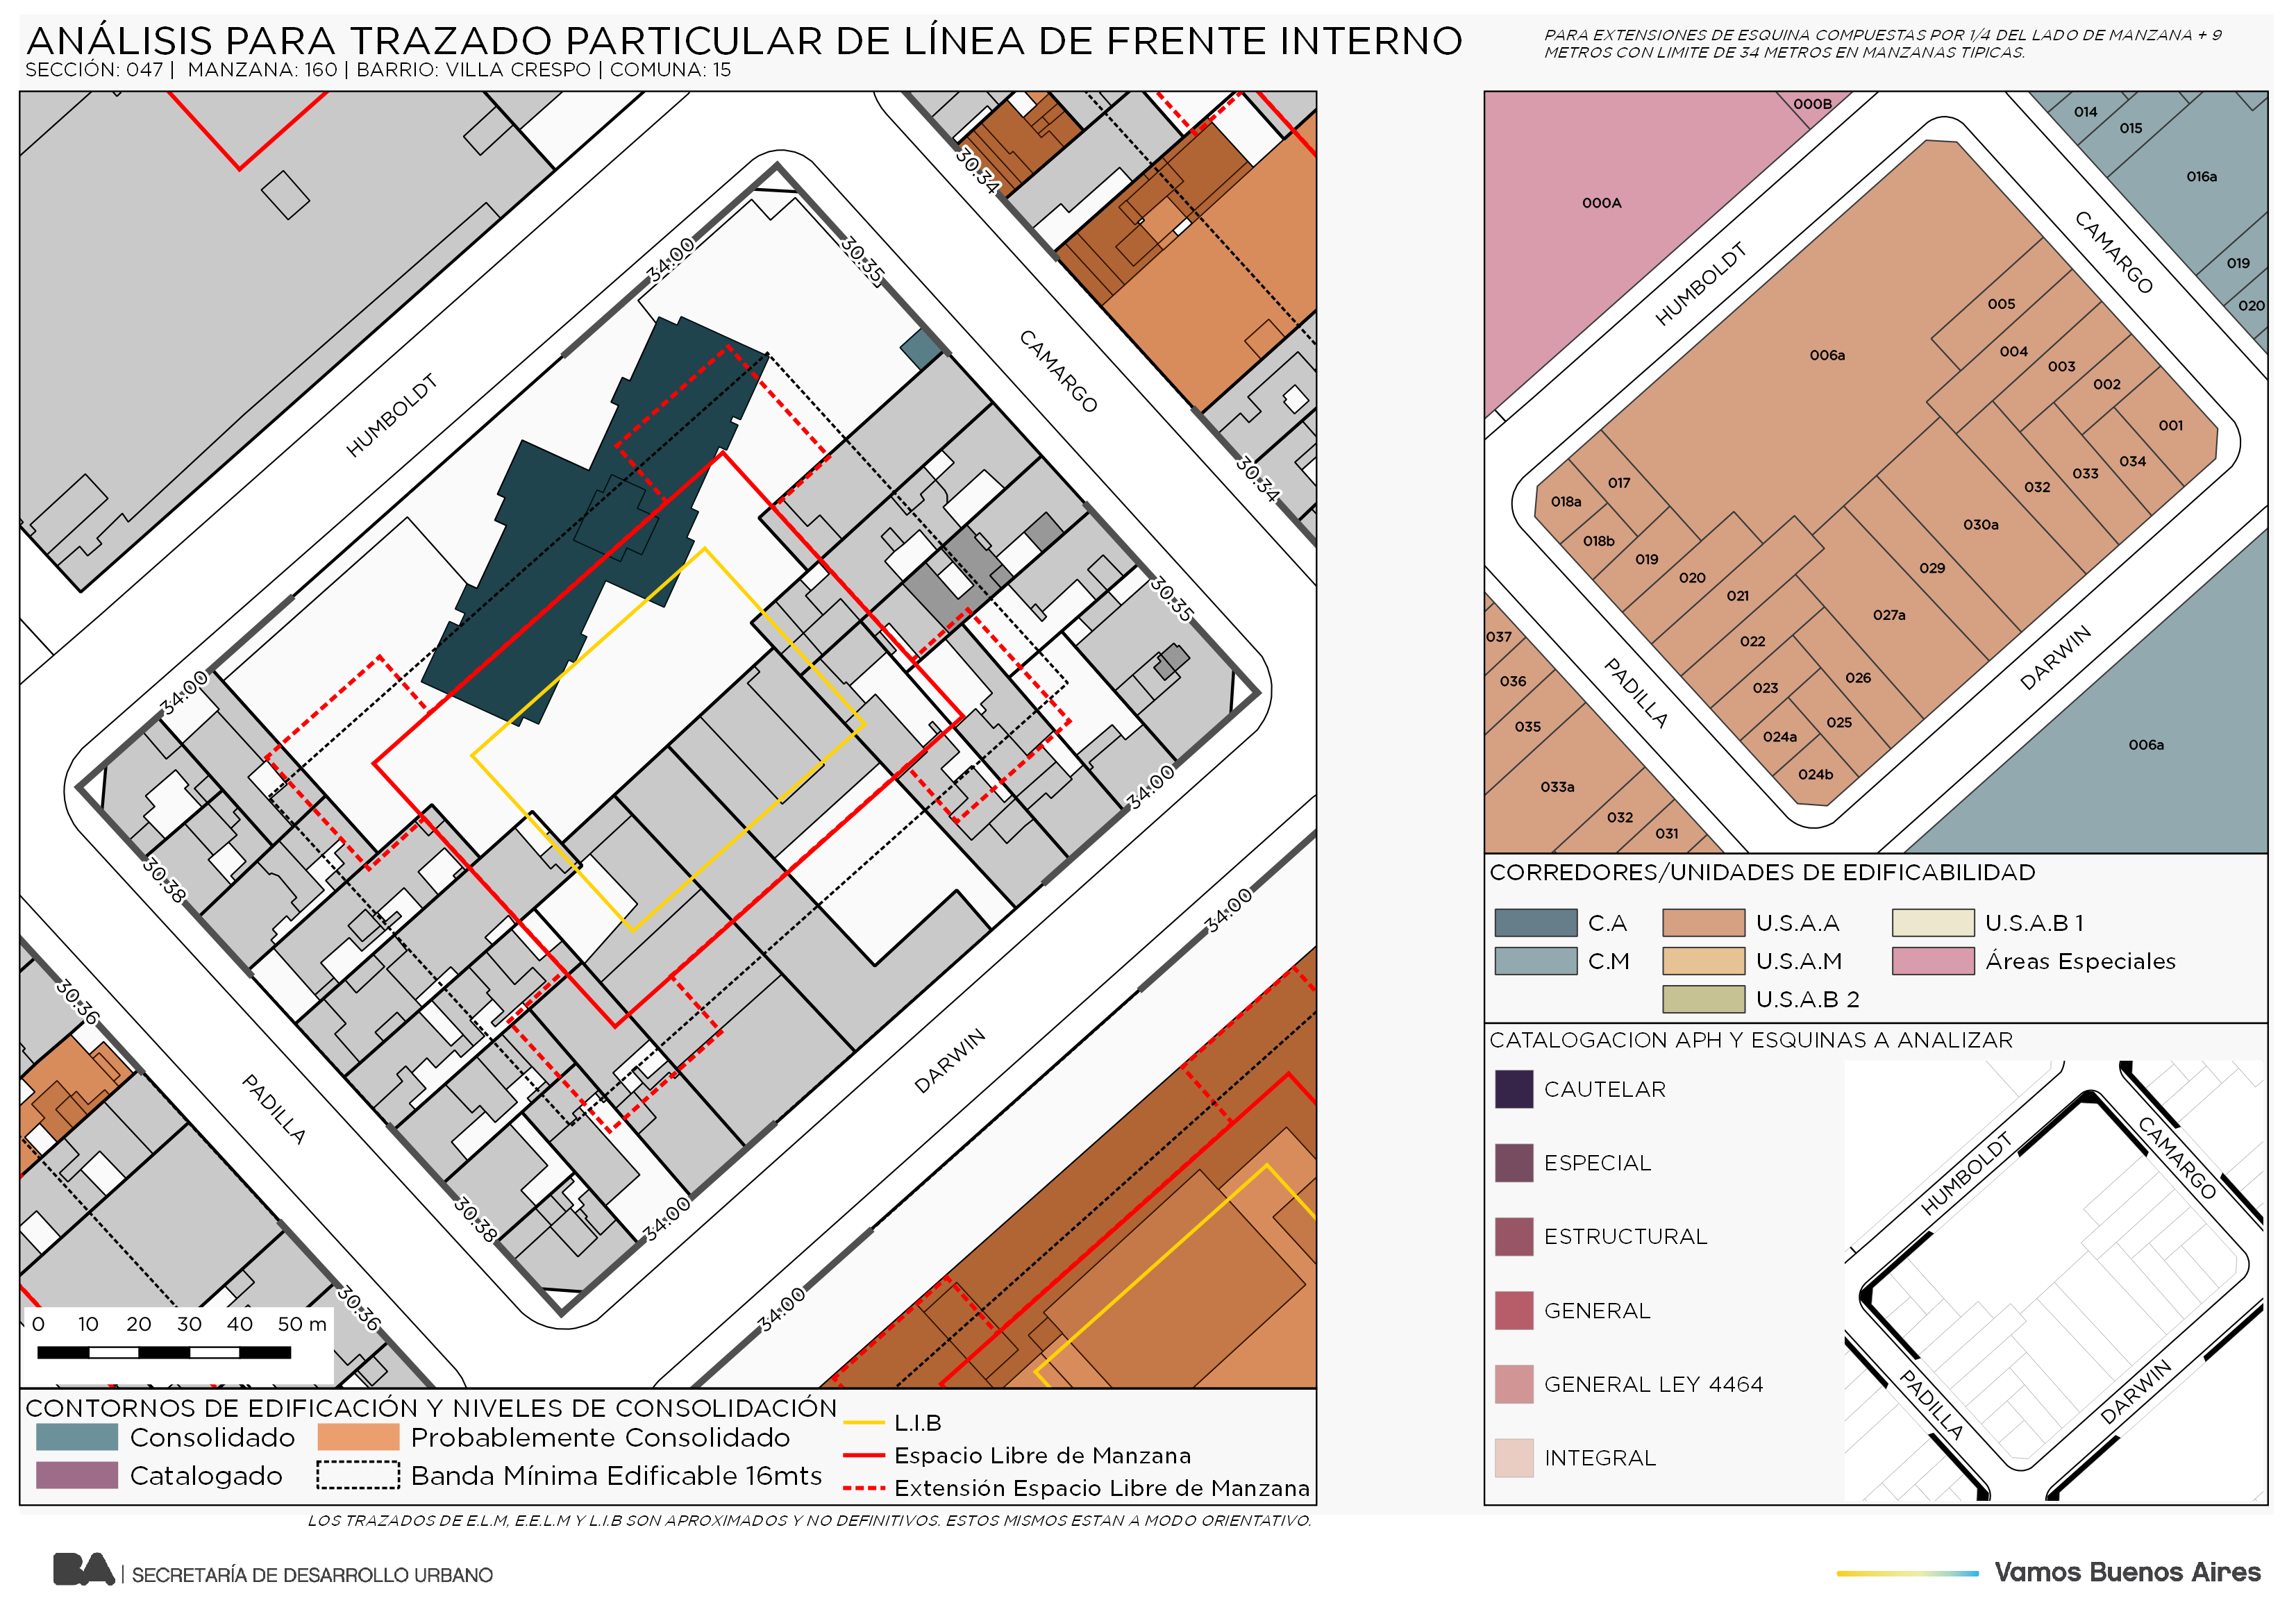 ANÁLISIS PARA TRAZADO PARTICULAR DE LÍNEA DE FRENTE INTERNO
SECCIÓN: 047 | MANZANA: 160 | BARRIO: VILLA CRESPO | COMUNA: 15
PARA EXTENSIONES DE ESQUINA COMPUESTAS POR 1/4 DEL LADO DE MANZANA + 9
METROS CON LIMITE DE 34 METROS EN MANZANAS TIPICAS.
30.34
34.00
30.35
HUMBOLDT
CAMARGO
30.34
30.35
34.00
34.00
30.38
34.00
30.36
PADILLA
DARWIN
30.38
34.00
34.00
30.36
0 10 20 30 40 50 m
CONTORNOS DE EDIFICACIÓN Y NIVELES DE CONSOLIDACIÓN
Consolidado
Probablemente Consolidado
Catalogado
Banda Mínima Edificable 16mts
L.I.B
Espacio Libre de Manzana
Extensión Espacio Libre de Manzana
LOS TRAZADOS DE E.L.M, E.E.L.M Y L.I.B SON APROXIMADOS Y NO DEFINITIVOS. ESTOS MISMOS ESTAN A MODO ORIENTATIVO.
000B
014
015
016a
000A
CAMARGO
HUMBOLDT
019
020
005
004
003
002
001
006a
034
033
032
030a
017
018a
018b
019
020
021
029
027a
022
023
026
025
024a
024b
037
036
035
033a
032
031
PADILLA
DARWIN
006a
CORREDORES/UNIDADES DE EDIFICABILIDAD
C.A
U.S.A.A
U.S.A.B 1
C.M
U.S.A.M
Áreas Especiales
U.S.A.B 2
CATALOGACION APH Y ESQUINAS A ANALIZAR
CAUTELAR
ESPECIAL
ESTRUCTURAL
GENERAL
GENERAL LEY 4464
INTEGRAL
HUMBOLDT
CAMARGO
PADILLA
DARWIN
BA | SECRETARÍA DE DESARROLLO URBANO
Vamos Buenos Aires